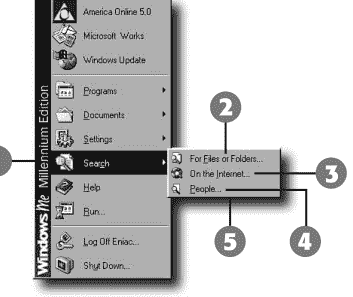 America Online 5.0
Microsoft Works
Windows Update
Programs
Documents
Settings
Search
Help
Run...
Log Off Eniac...
Shut Down...
Windows Me Millennium Edition
2
For Files or Folders...
On the Internet...
3
People...
5
4